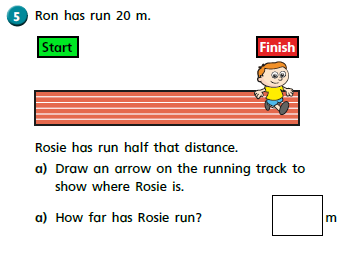 5 Ron has run 20 m.
Start Finish
Rosie has run half that distance.
a) Draw an arrow on the running track to
show where Rosie is.
a) How far has Rosie run? m